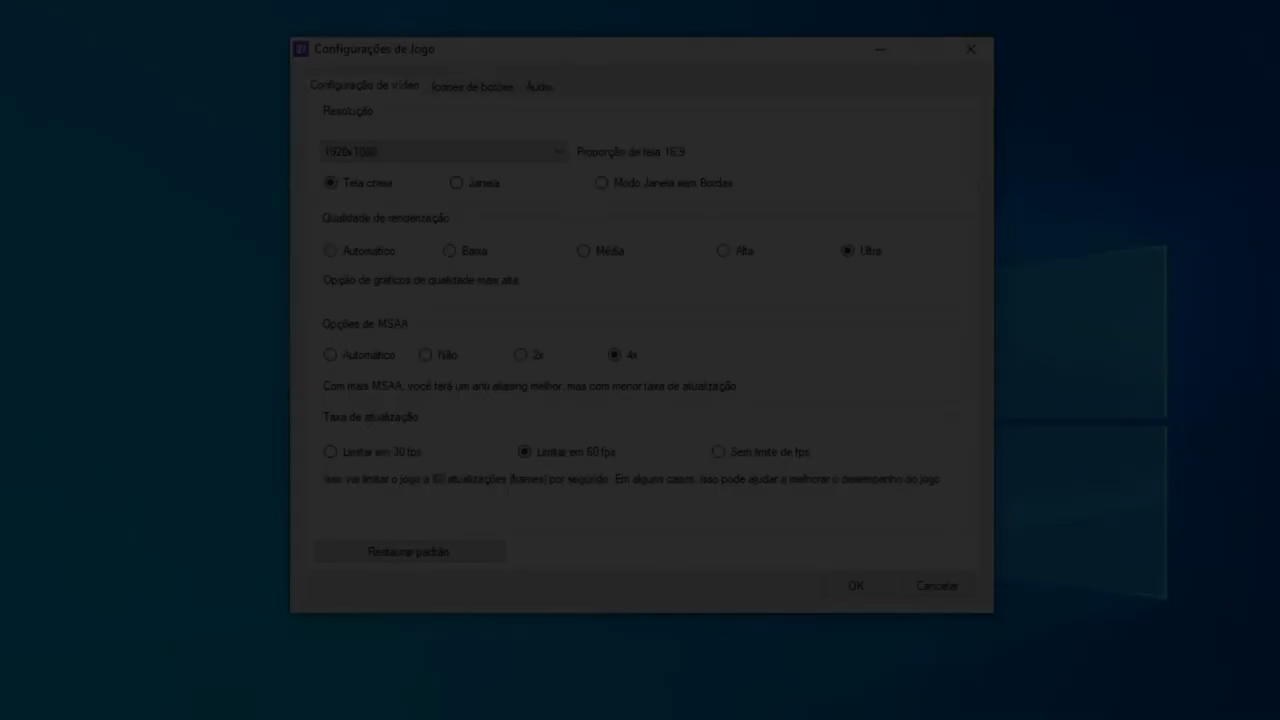 Configurações de Jogo
Configuração de vídeo Ícones de botões Áudio
Resolução
1920x1080 Proporção de tela 16:9
Tela cheia Janela Modo Janela sem Bordas
Qualidade de renderização
Automático Baixa Média Alta Ultra
Opção de gráficos de qualidade mais alta
Opções de MSAA
Automático Não 2x 4x
Com mais MSAA, você terá um anti aliasing melhor, mas com menor taxa de atualização
Taxa de atualização
Limitar em 30 fps Limitar em 60 fps Sem limite de fps
Isso vai limitar o jogo a 60 atualizações (frames) por segundo. Em alguns casos, isso pode ajudar a melhorar o desempenho do jogo
Restaurar padrão
OK Cancelar